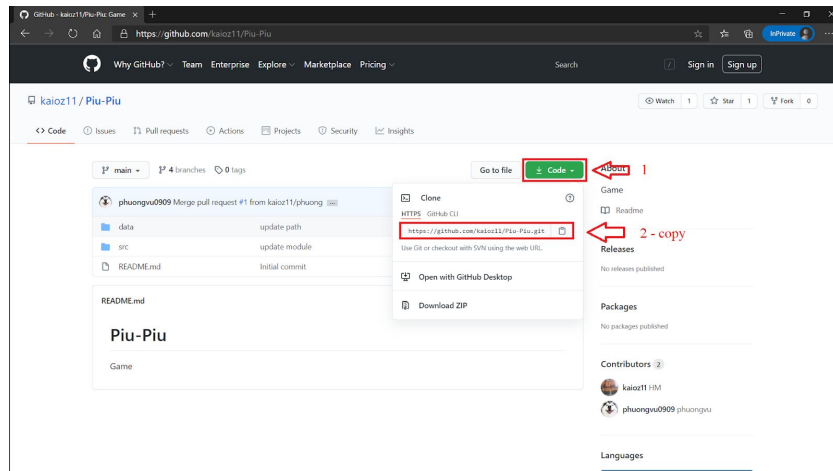 GitHub - kaioz11/Piu-Piu: Game
https://github.com/kaioz11/Piu-Piu
InPrivate
Why GitHub? Team Enterprise Explore Marketplace Pricing
Search
/
Sign in Sign up
kaioz11 / Piu-Piu
Watch 1 Star 1 Fork 0
<> Code Issues Pull requests Actions Projects Security Insights
main 4 branches 0 tags
Go to file Code
1
About
Game
Readme
phuongvu0909 Merge pull request #1 from kaioz11/phuong ...
data update path
src update module
README.md Initial commit
Clone
HTTPS GitHub CLI
https://github.com/kaioz11/Piu-Piu.git
2 - copy
Use Git or checkout with SVN using the web URL.
Open with GitHub Desktop
Download ZIP
Releases
No releases published
README.md
Piu-Piu
Game
Packages
No packages published
Contributors 2
kaioz11 HM
phuongvu0909 phuongvu
Languages